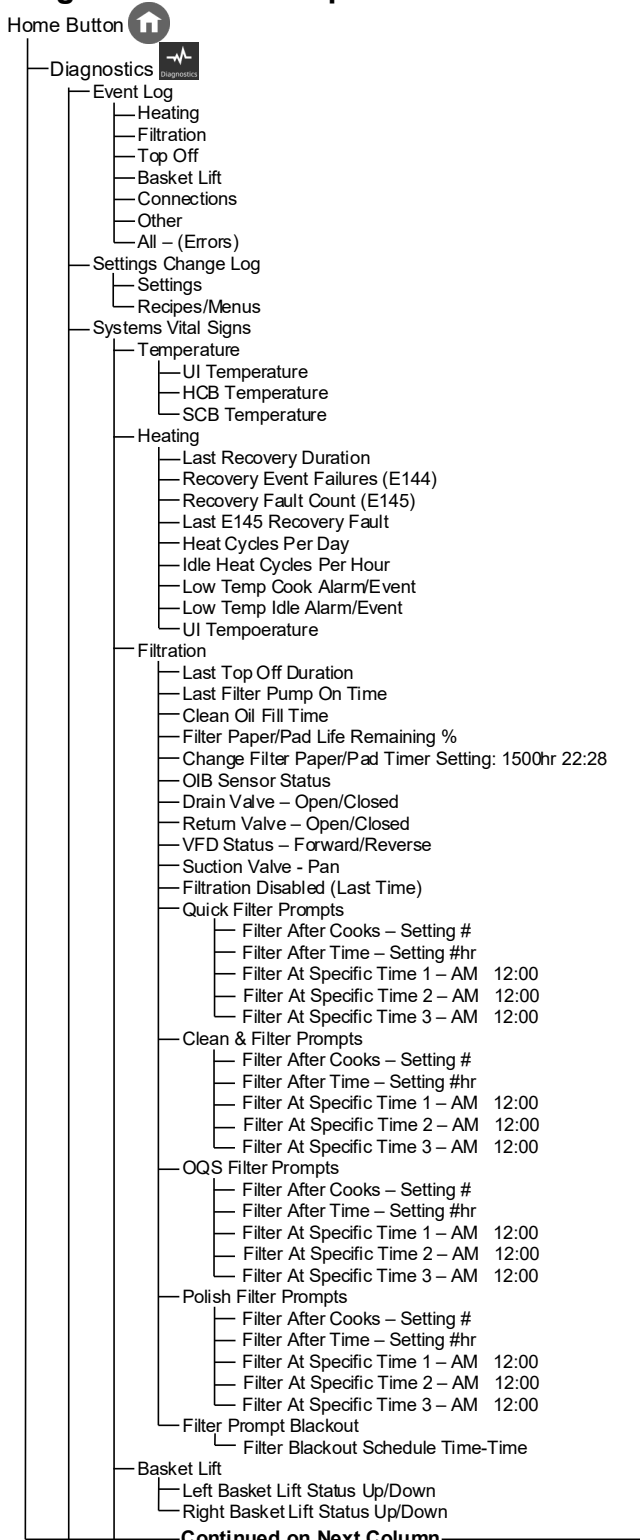 Home Button
Diagnostics
Diagnostics
Event Log
Heating
Filtration
Top Off
Basket Lift
Connections
Other
All – (Errors)
Settings Change Log
Settings
Recipes/Menus
Systems Vital Signs
Temperature
UI Temperature
HCB Temperature
SCB Temperature
Heating
Last Recovery Duration
Recovery Event Failures (E144)
Recovery Fault Count (E145)
Last E145 Recovery Fault
Heat Cycles Per Day
Idle Heat Cycles Per Hour
Low Temp Cook Alarm/Event
Low Temp Idle Alarm/Event
UI Tempoerature
Filtration
Last Top Off Duration
Last Filter Pump On Time
Clean Oil Fill Time
Filter Paper/Pad Life Remaining %
Change Filter Paper/Pad Timer Setting: 1500hr 22:28
OIB Sensor Status
Drain Valve – Open/Closed
Return Valve – Open/Closed
VFD Status – Forward/Reverse
Suction Valve - Pan
Filtration Disabled (Last Time)
Quick Filter Prompts
Filter After Cooks – Setting #
Filter After Time – Setting #hr
Filter At Specific Time 1 – AM 12:00
Filter At Specific Time 2 – AM 12:00
Filter At Specific Time 3 – AM 12:00
Clean & Filter Prompts
Filter After Cooks – Setting #
Filter After Time – Setting #hr
Filter At Specific Time 1 – AM 12:00
Filter At Specific Time 2 – AM 12:00
Filter At Specific Time 3 – AM 12:00
OQS Filter Prompts
Filter After Cooks – Setting #
Filter After Time – Setting #hr
Filter At Specific Time 1 – AM 12:00
Filter At Specific Time 2 – AM 12:00
Filter At Specific Time 3 – AM 12:00
Polish Filter Prompts
Filter After Cooks – Setting #
Filter After Time – Setting #hr
Filter At Specific Time 1 – AM 12:00
Filter At Specific Time 2 – AM 12:00
Filter At Specific Time 3 – AM 12:00
Filter Prompt Blackout
Filter Blackout Schedule Time-Time
Basket Lift
Left Basket Lift Status Up/Down
Right Basket Lift Status Up/Down
Continued on Next Column